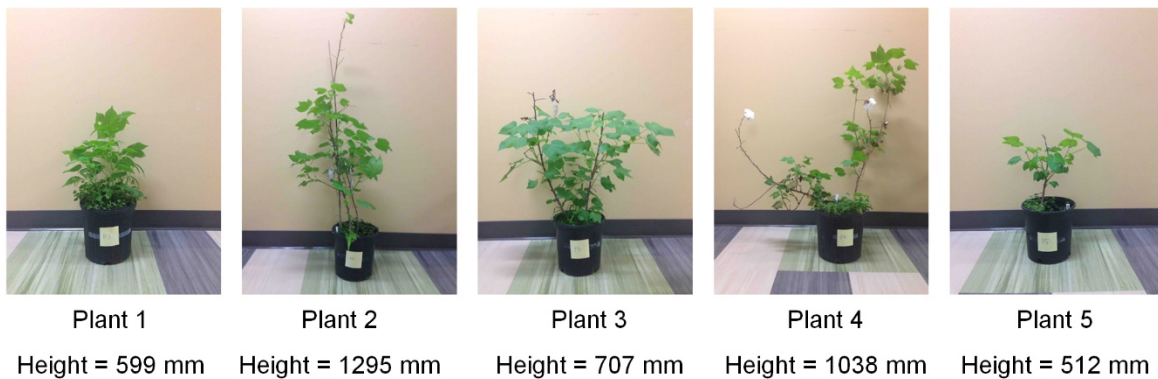 Plant 1
Plant 2
Plant 3
Plant 4
Plant 5
Height = 599 mm
Height = 1295 mm
Height = 707 mm
Height = 1038 mm
Height = 512 mm